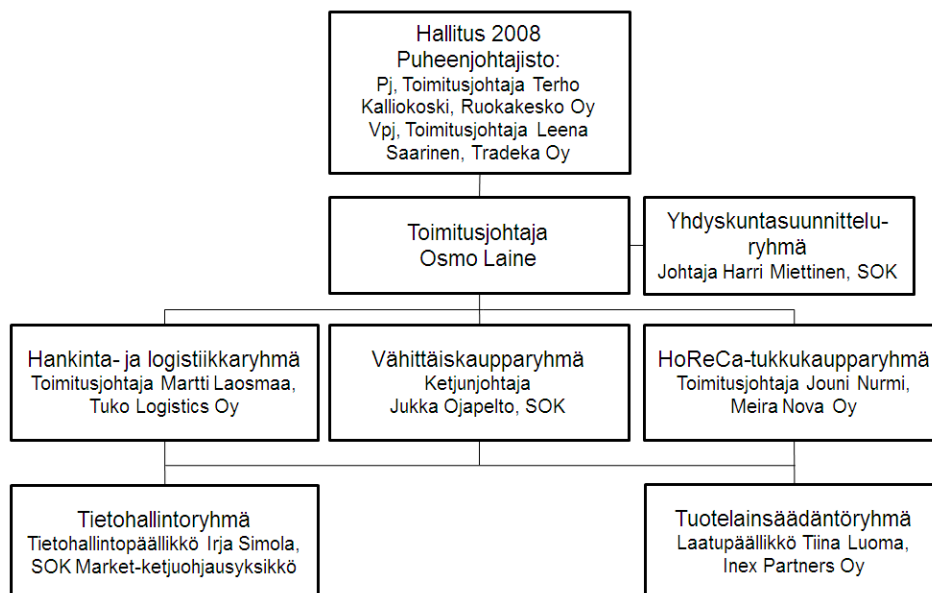 Hallitus 2008
Puheenjohtajisto:
Pj, Toimitusjohtaja Terho
Kalliokoski, Ruokakesko Oy
Vpj, Toimitusjohtaja Leena
Saarinen, Tradeka Oy
Toimitusjohtaja
Osmo Laine
Yhdyskuntasuunnittelu-
ryhmä
Johtaja Harri Miettinen, SOK
Hankinta- ja logistiikkaryhmä
Toimitusjohtaja Martti Laosmaa,
Tuko Logistics Oy
Vähittäiskaupparyhmä
Ketjunjohtaja
Jukka Ojapelto, SOK
HoReCa-tukkukaupparyhmä
Toimitusjohtaja Jouni Nurmi,
Meira Nova Oy
Tietohallintoryhmä
Tietohallintopäällikkö Irja Simola,
SOK Market-ketjuohjausyksikkö
Tuotelainsäädäntöryhmä
Laatupäällikkö Tiina Luoma,
Inex Partners Oy